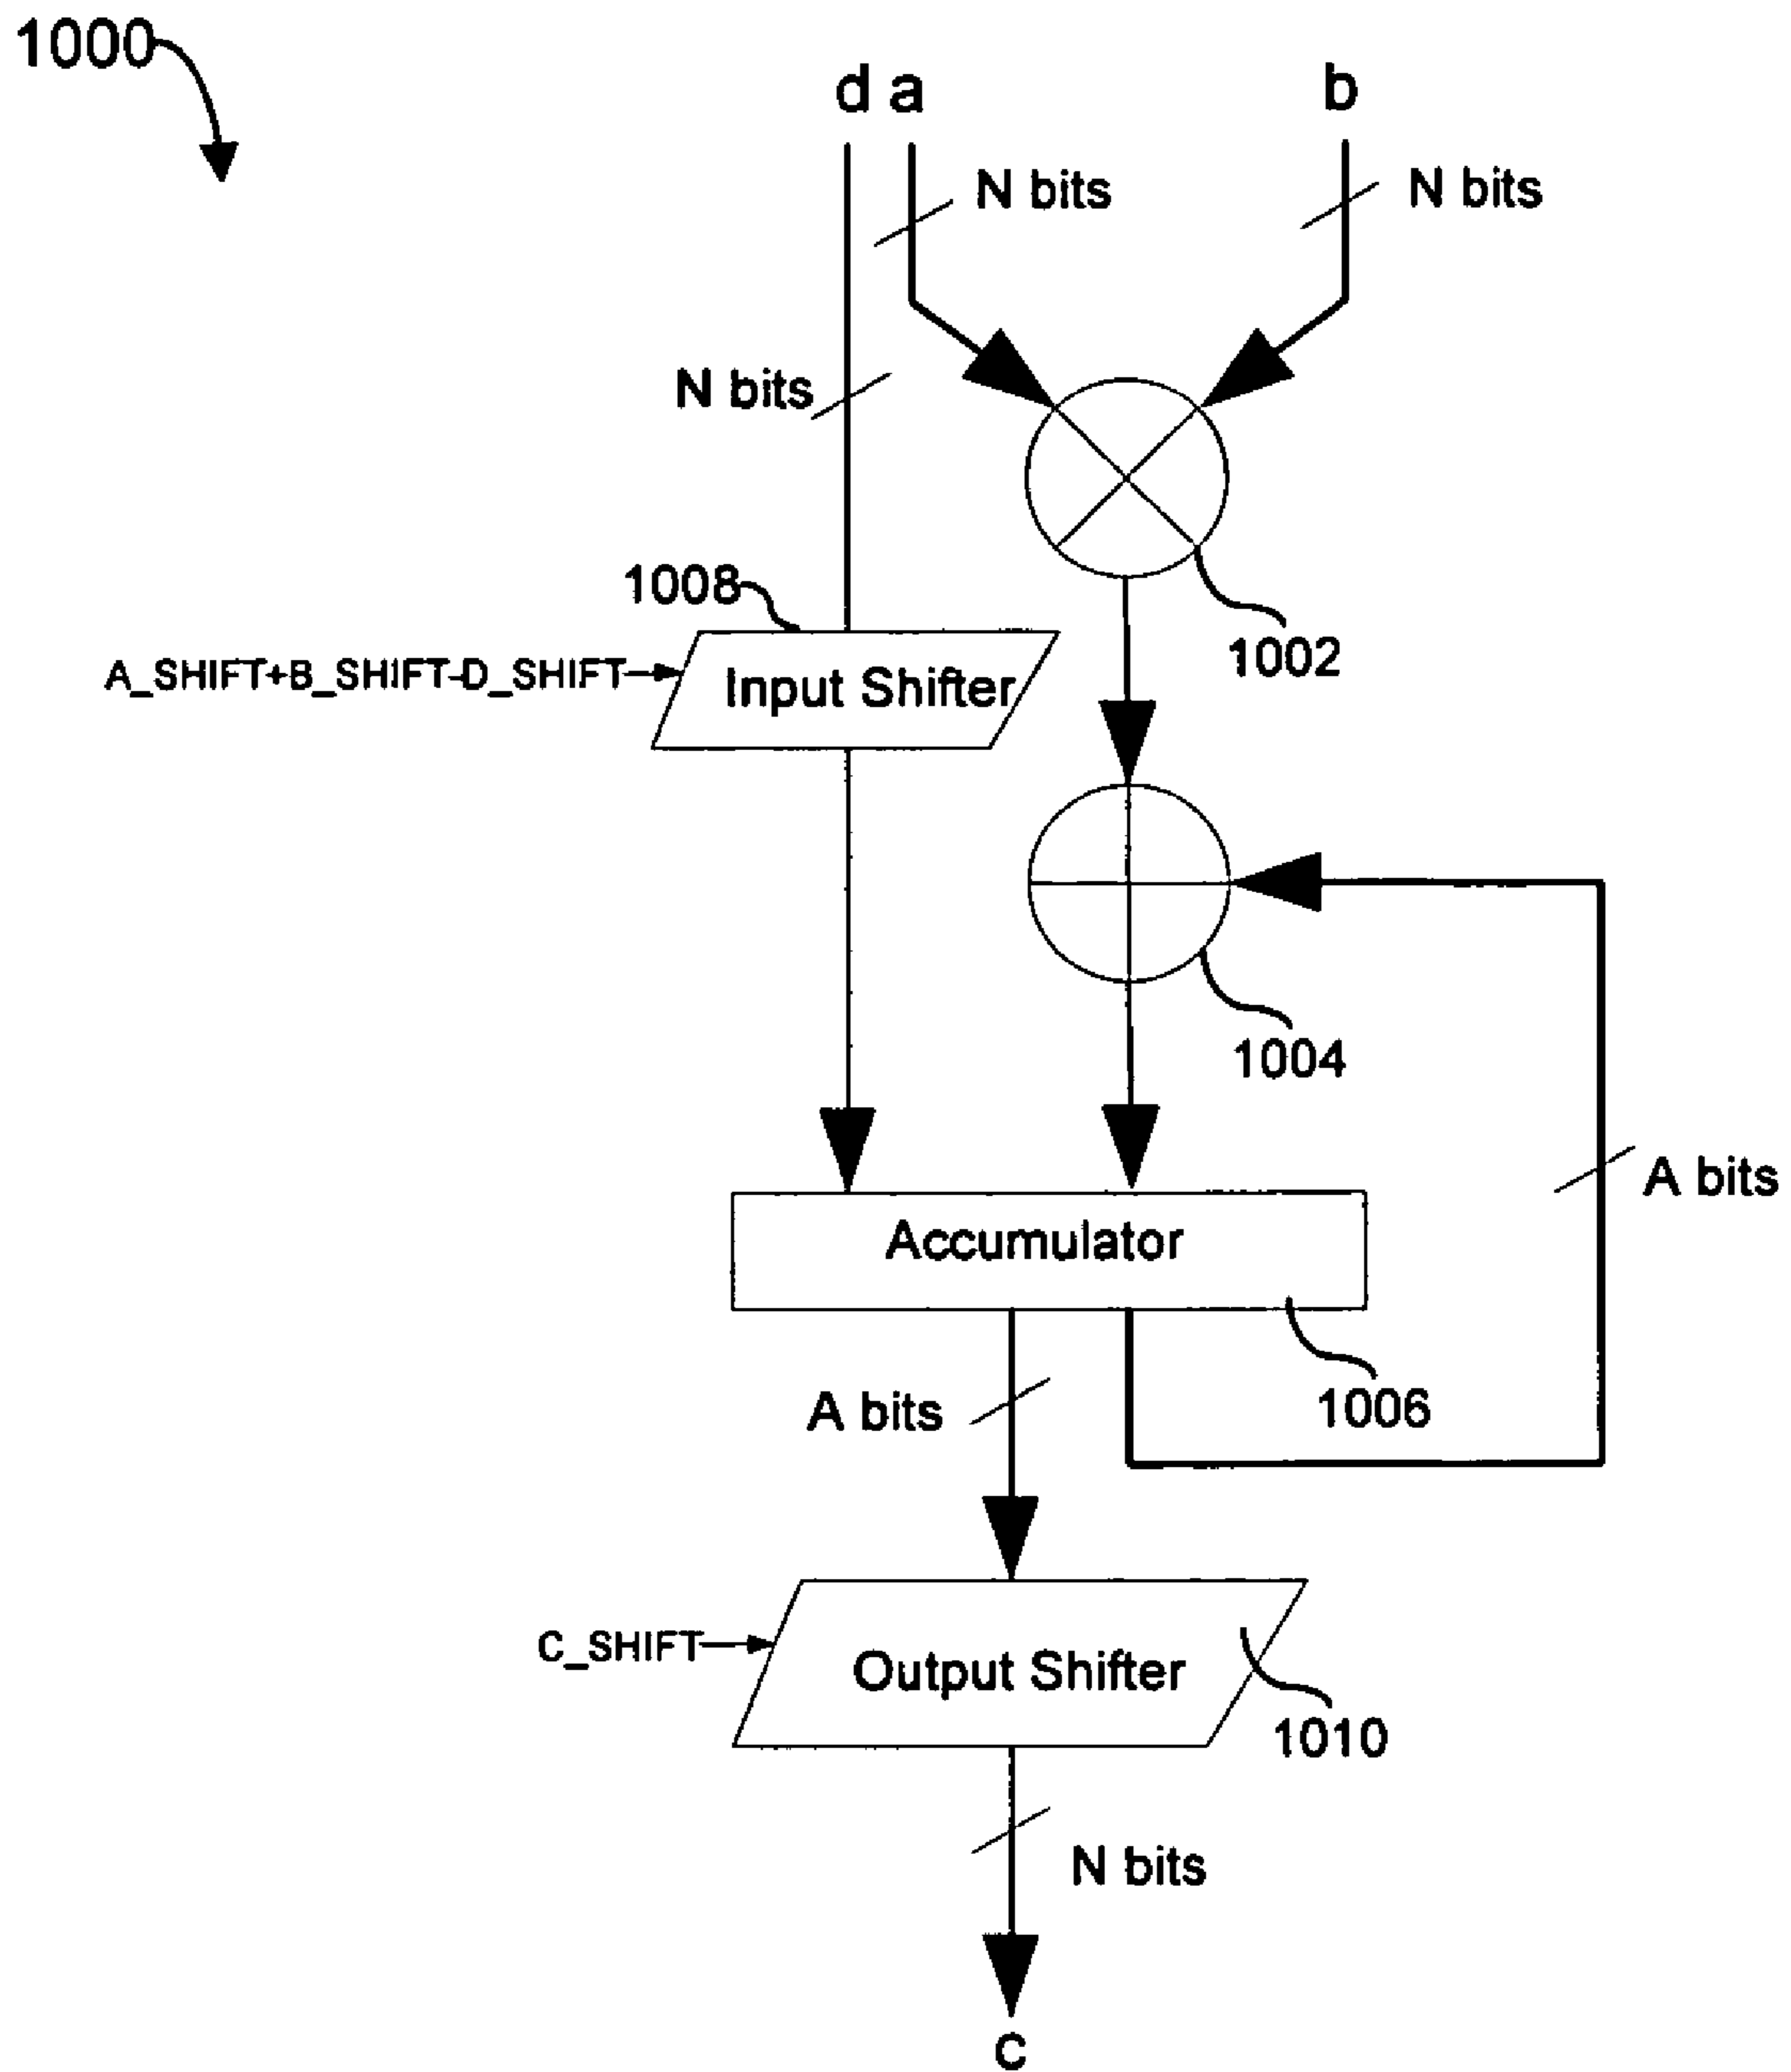 1000
d a
b
N bits
N bits
N bits
1008
1002
A_SHIFT+B_SHIFT-D_SHIFT
Input Shifter
1004
A bits
Accumulator
A bits
1006
C_SHIFT
Output Shifter
1010
N bits
c